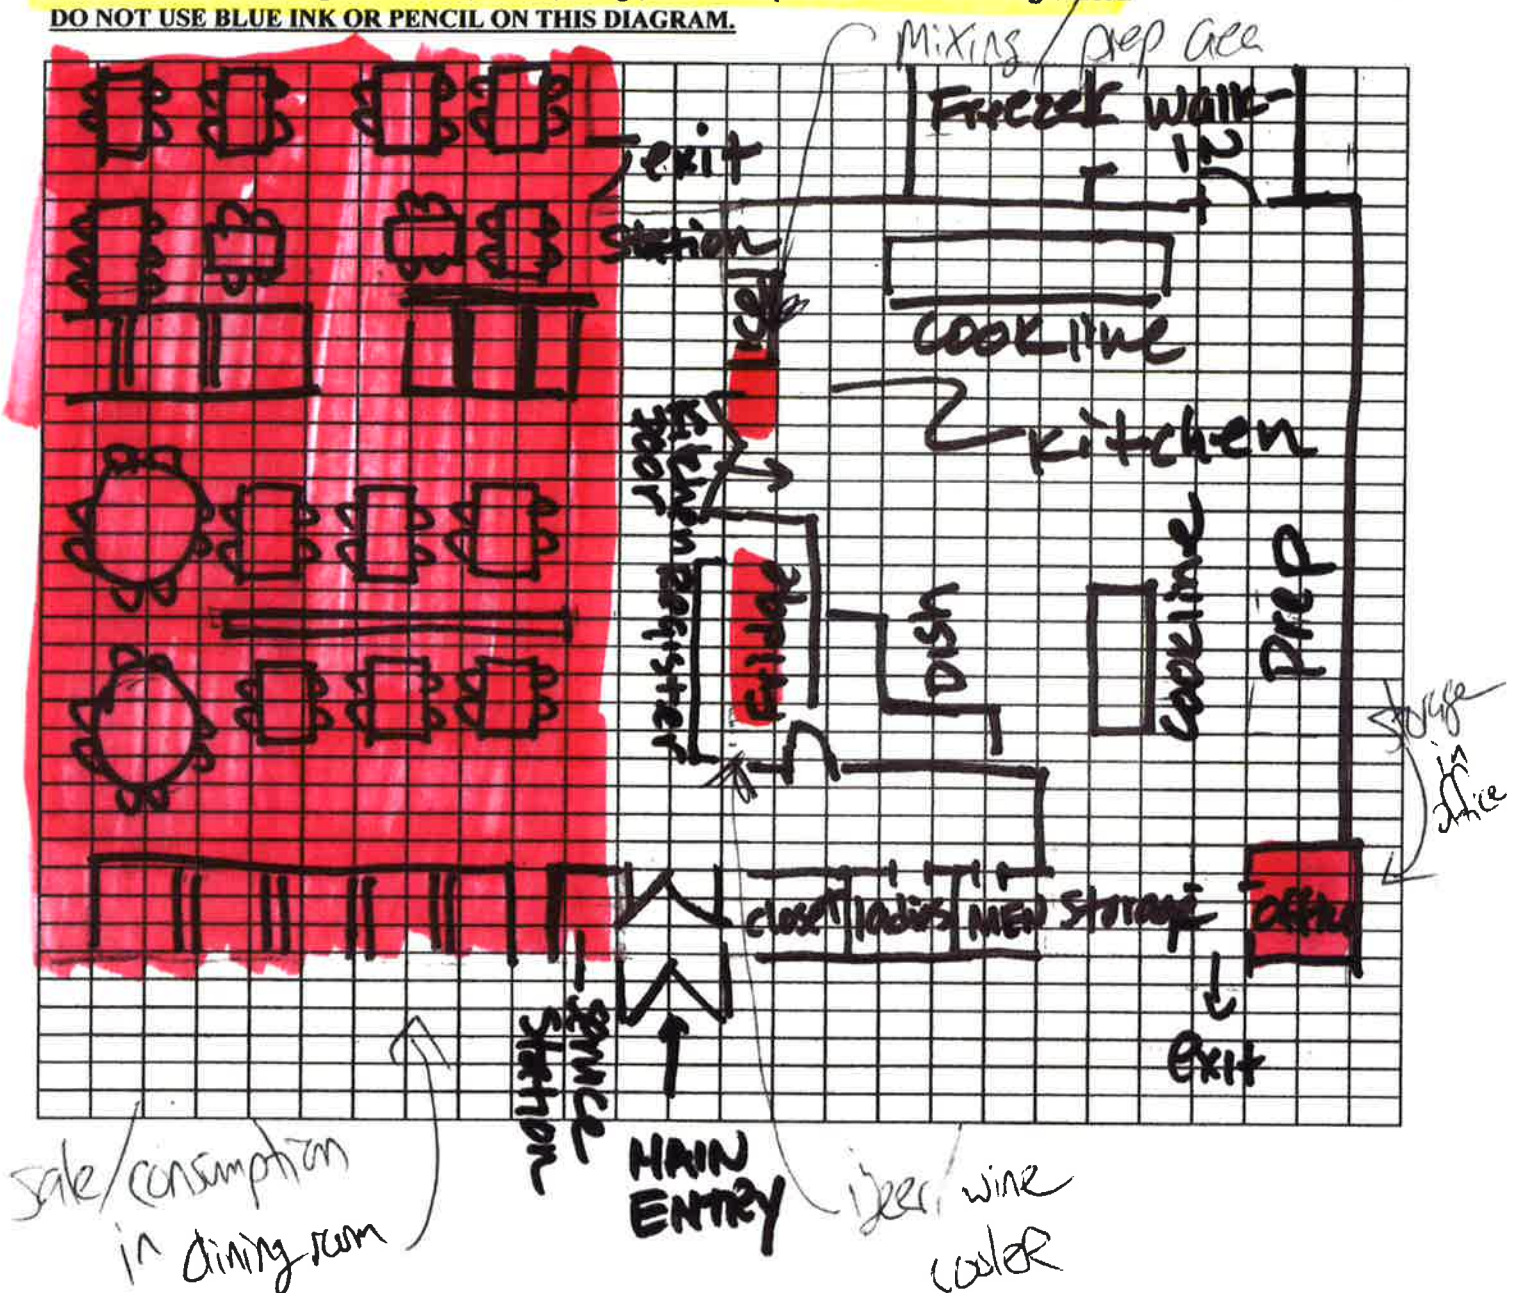 DO NOT USE BLUE INK OR PENCIL ON THIS DIAGRAM.
Mixing / prep area
Freezer walk-
in
exit
Station
ice
Cookline
Kitchen
Kitchen
Door
Register
Fridge
Dish
Cookline
Prep
Storage
in
office
closet
ladies
MEN
Storage
office
exit
Service
Station
MAIN
ENTRY
Sale/consumption
in dining room
Beer/wine
cooler